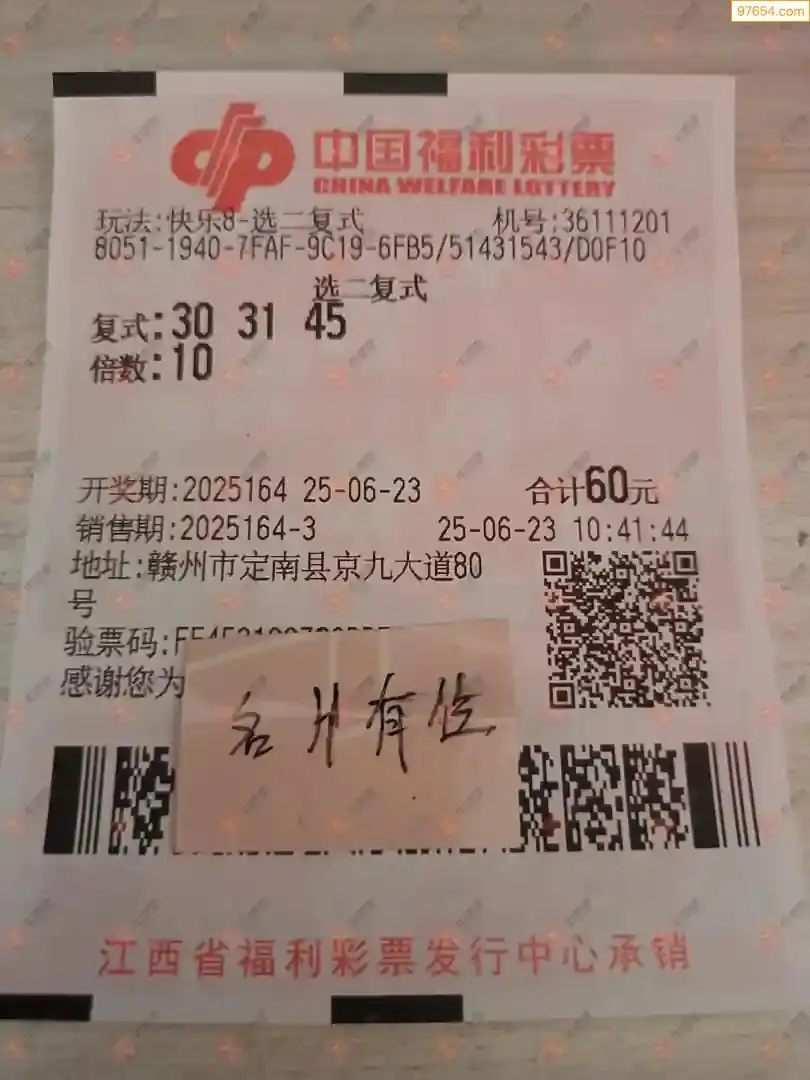 97654.com
中国福利彩票
CHINA WELFARE LOTTERY
玩法:快乐8-选二复式 机号:36111201
8051-1940-7FAF-9C19-6FB5/51431543/D0F10
选二复式
复式:30 31 45
倍数:10
开奖期:2025164 25-06-23 合计60元
销售期:2025164-3 25-06-23 10:41:44
地址:赣州市定南县京九大道80
号
验票码:
感谢您为
名片有
江西省福利彩票发行中心承销